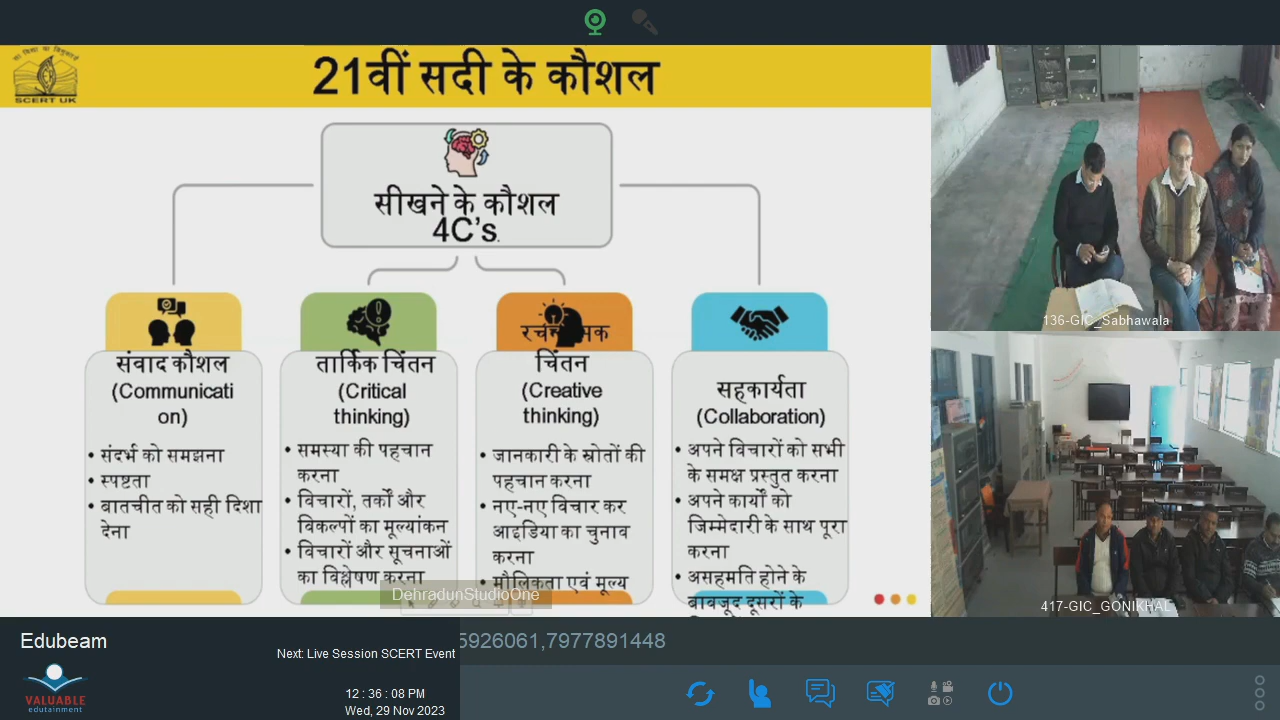 21वीं सदी के कौशल
SCERT UK
सीखने के कौशल
4C's.
संवाद कौशल
(Communicati
on)
• संदर्भ को समझना
• स्पष्टता
• बातचीत को सही दिशा
देना
तार्किक चिंतन
(Critical
thinking)
• समस्या की पहचान
करना
• विचारों, तर्कों और
विकल्पों का मूल्यांकन
• विचारों और सूचनाओं
का विश्लेषण करना
चिंतन
(Creative
thinking)
• जानकारी के स्रोतों की
पहचान करना
• नए-नए विचार कर
आइडिया का चुनाव
करना
• मौलिकता एवं मूल्य
सहकार्यता
(Collaboration)
• अपने विचारों को सभी
के समक्ष प्रस्तुत करना
• अपने कार्यों को
जिम्मेदारी के साथ पूरा
करना
• असहमति होने के
बावजूद दूसरों के
DehradunStudioOne
136-GIC_Sabhawala
417-GIC_GONIKHAL
Edubeam
5926061,7977891448
Next: Live Session SCERT Event
VALUABLE
edutainment
12 : 36 : 08 PM
Wed, 29 Nov 2023